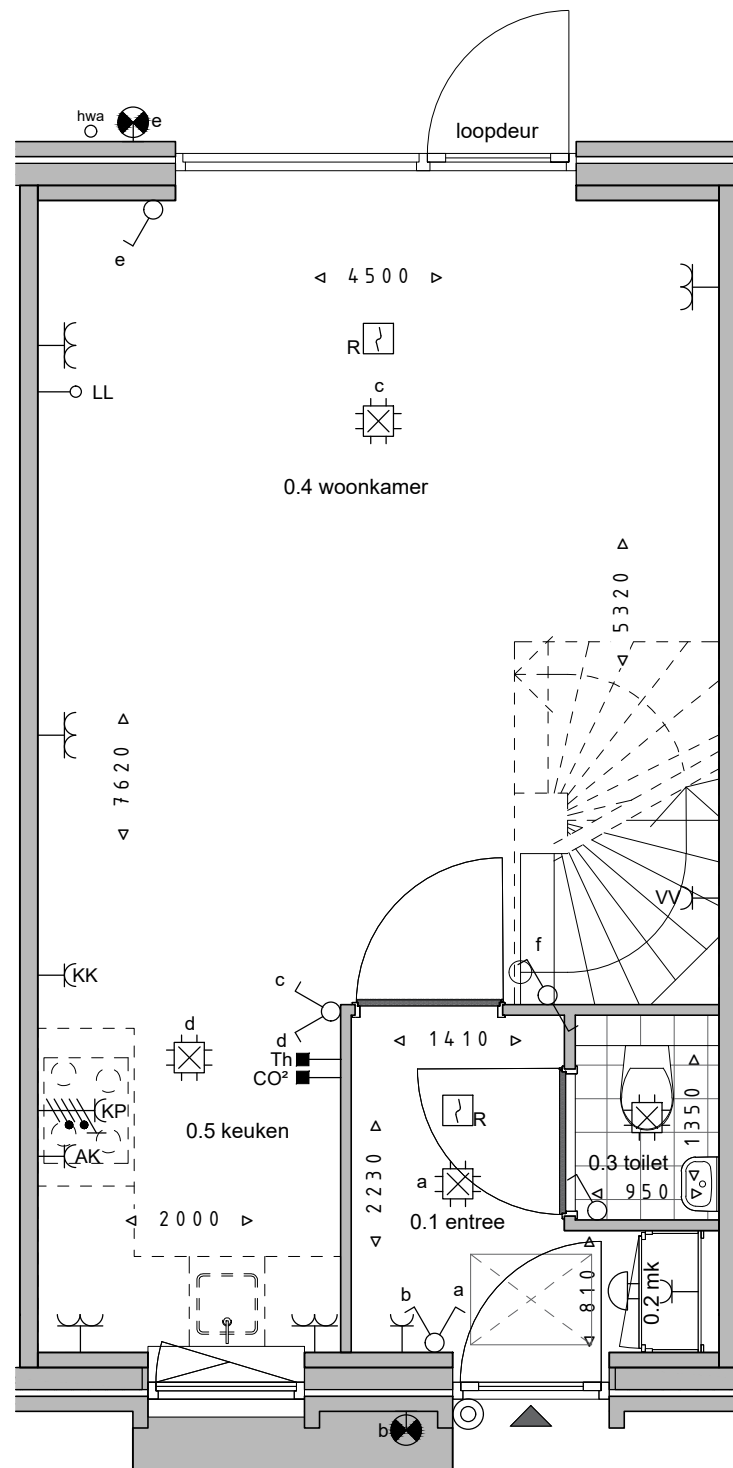 hwa
e
loopdeur
e
4500
R
c
LL
0.4 woonkamer
5320
7620
VV
f
KK
c
d
d
Th
CO²
1410
KP
R
1350
0.5 keuken
AK
0.3 toilet
2230
a
950
2000
0.1 entree
810
0.2 mk
b
a
b